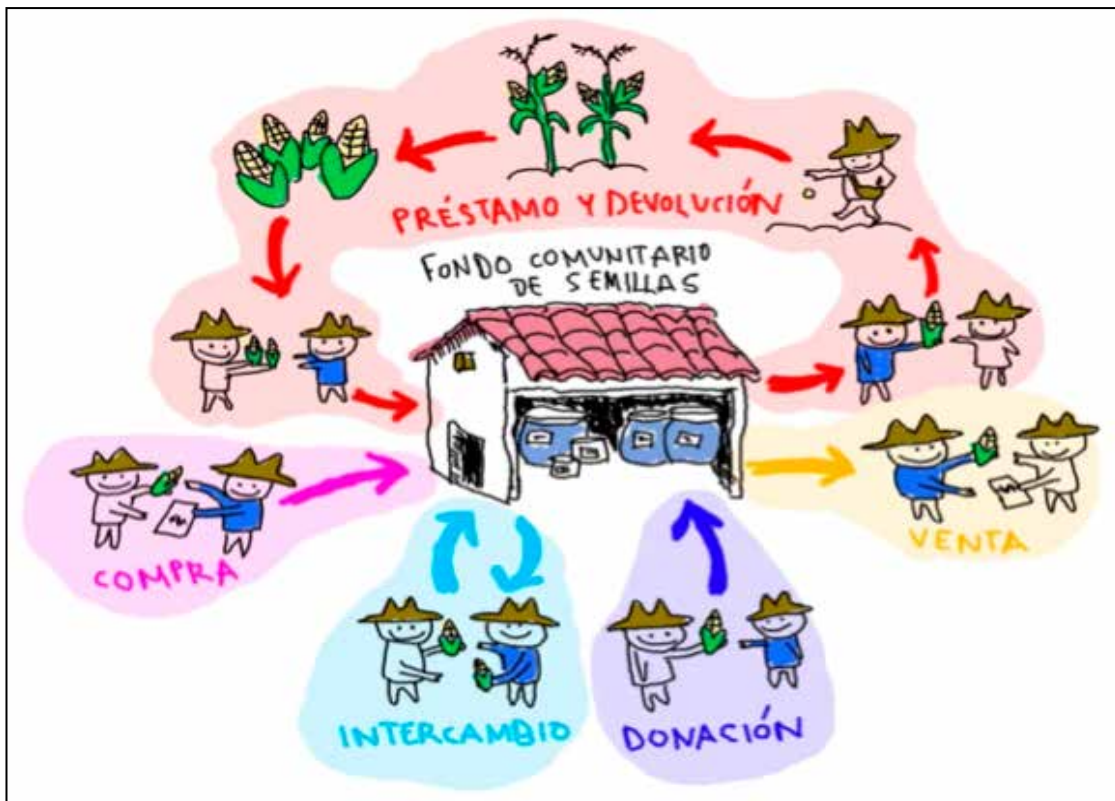 PRÉSTAMO Y DEVOLUCIÓN
FONDO COMUNITARIO
DE SEMILLAS
COMPRA
VENTA
INTERCAMBIO
DONACIÓN